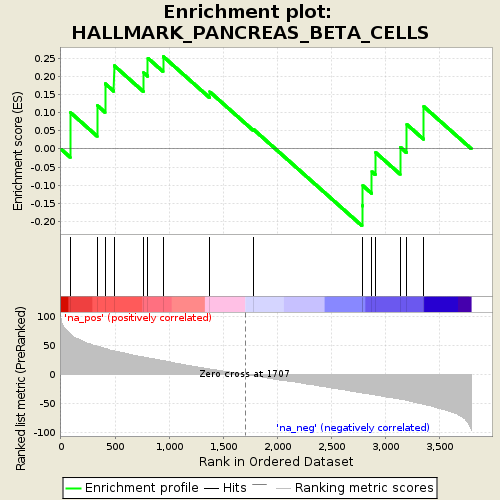 Enrichment plot:
HALLMARK_PANCREAS_BETA_CELLS
Enrichment score (ES)
0.25
0.20
0.15
0.10
0.05
0.00
-0.05
-0.10
-0.15
-0.20
Ranked list metric (PreRanked)
100
50
0
-50
-100
'na_pos' (positively correlated)
Zero cross at 1707
'na_neg' (negatively correlated)
0 500 1,000 1,500 2,000 2,500 3,000 3,500
Rank in Ordered Dataset
Enrichment profile Hits Ranking metric scores